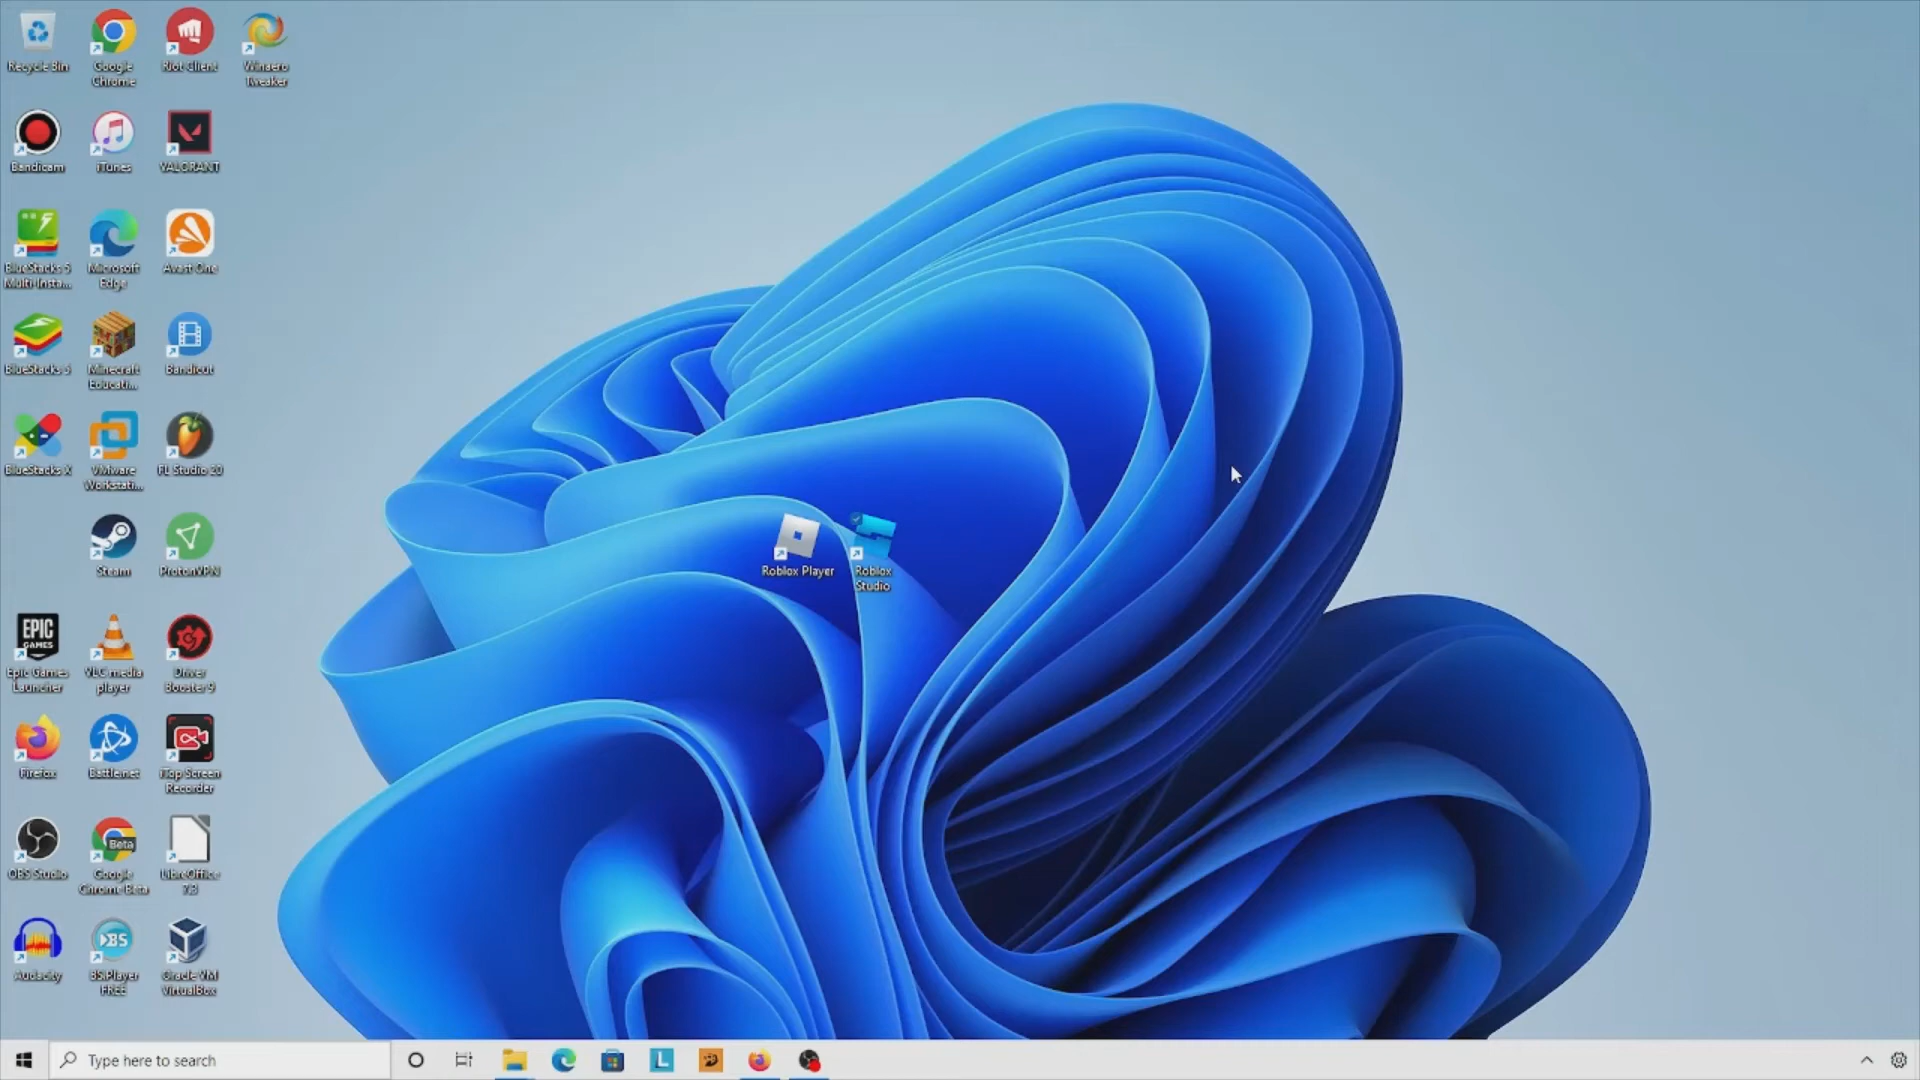 Recycle Bin
Google
Chrome
Riot Client
Winaero
Tweaker
Bandicam
iTunes
VALORANT
BlueStacks 5
Multi-Insta...
Microsoft
Edge
Avast One
BlueStacks 5
Minecraft
Educati...
Bandicut
BlueStacks X
VMware
Workstati...
FL Studio 20
Steam
ProtonVPN
Roblox Player
Roblox
Studio
EPIC
GAMES
Epic Games
Launcher
VLC media
player
Driver
Booster 9
Firefox
Battle.net
iTop Screen
Recorder
OBS Studio
Beta
Google
Chrome Beta
LibreOffice
7.3
Audacity
BS
BS.Player
FREE
Oracle VM
VirtualBox
Type here to search
L